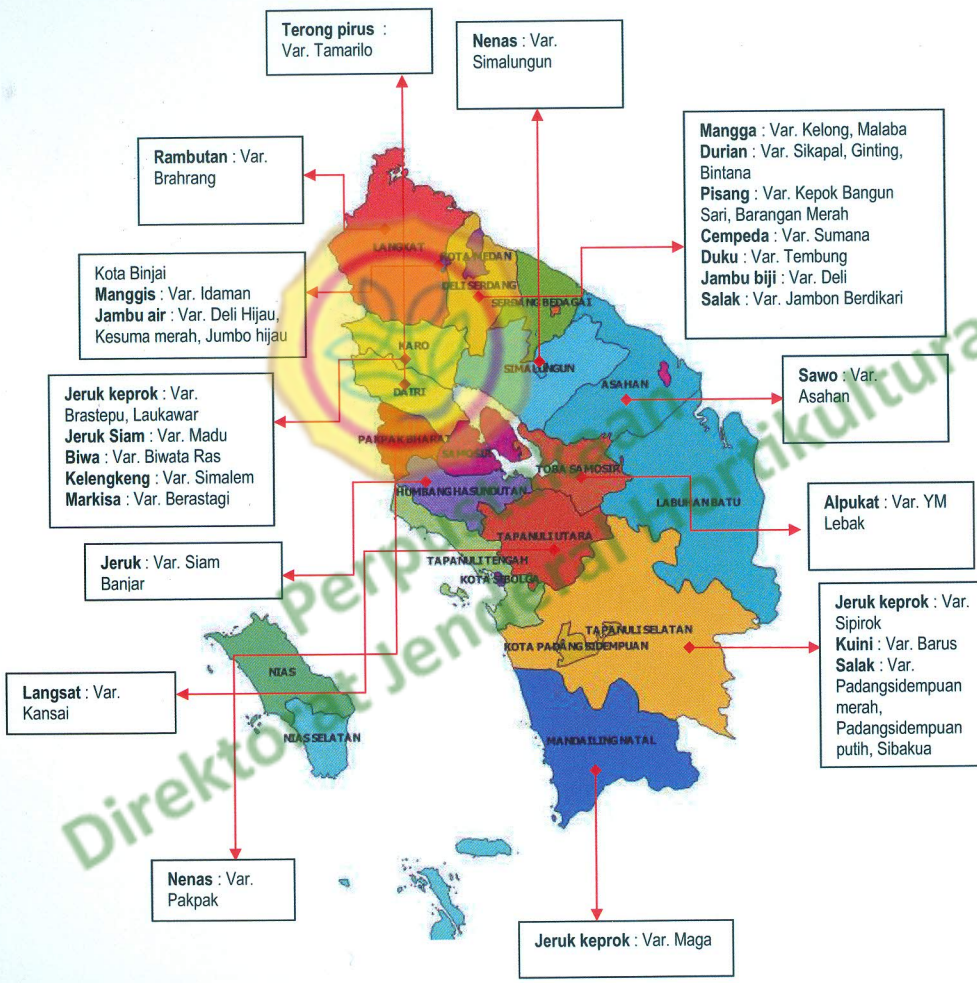 Terong pirus :
Var. Tamarilo
Nenas : Var.
Simalungun
Rambutan : Var.
Brahrang
Mangga : Var. Kelong, Malaba
Durian : Var. Sikapal, Ginting,
Bintana
Pisang : Var. Kepok Bangun
Sari, Barangan Merah
Cempeda : Var. Sumana
Duku : Var. Tembung
Jambu biji : Var. Deli
Salak : Var. Jambon Berdikari
Kota Binjai
Manggis : Var. Idaman
Jambu air : Var. Deli Hijau,
Kesuma merah, Jumbo hijau
Jeruk keprok : Var.
Brastepu, Laukawar
Jeruk Siam : Var. Madu
Biwa : Var. Biwata Ras
Kelengkeng : Var. Simalem
Markisa : Var. Berastagi
Sawo : Var.
Asahan
Alpukat : Var. YM
Lebak
Jeruk : Var. Siam
Banjar
Jeruk keprok : Var.
Sipirok
Kuini : Var. Barus
Salak : Var.
Padangsidempuan
merah,
Padangsidempuan
putih, Sibakua
Langsat : Var.
Kansai
Nenas : Var.
Pakpak
Jeruk keprok : Var. Maga
LANGKAT
KOTA MEDAN
DELI SERDANG
SERDANG BEDAGAI
KARO
SIMALUNGUN
ASAHAN
DAIRI
PAKPAK BHARAT
SAMOSIR
TOBA SAMOSIR
HUMBANG HASUNDUTAN
LABUHAN BATU
TAPANULI UTARA
TAPANULI TENGAH
KOTA SIBOLGA
TAPANULI SELATAN
KOTA PADANG SIDEMPUAN
NIAS
NIAS SELATAN
MANDAILING NATAL
Perpustakaan
Direktorat Jenderal Hortikultura